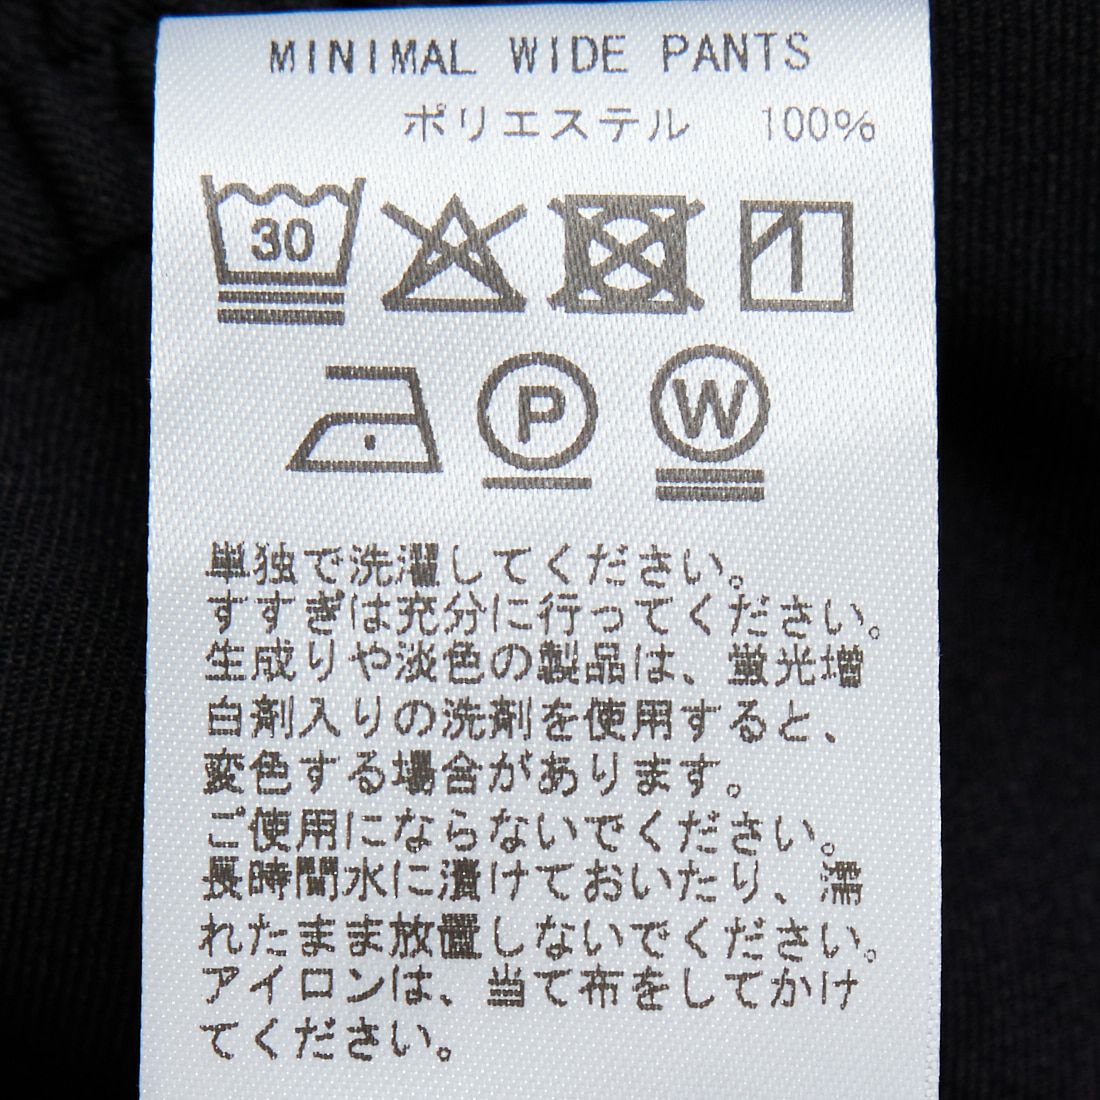 MINIMAL WIDE PANTS
ポリエステル 100%
30
P W
単独で洗濯してください。
すすぎは充分に行ってください。
生成りや淡色の製品は、蛍光増
白剤入りの洗剤を使用すると、
変色する場合があります。
ご使用にならないでください。
長時間水に漬けておいたり、濡
れたまま放置しないでください。
アイロンは、当て布をしてかけ
てください。